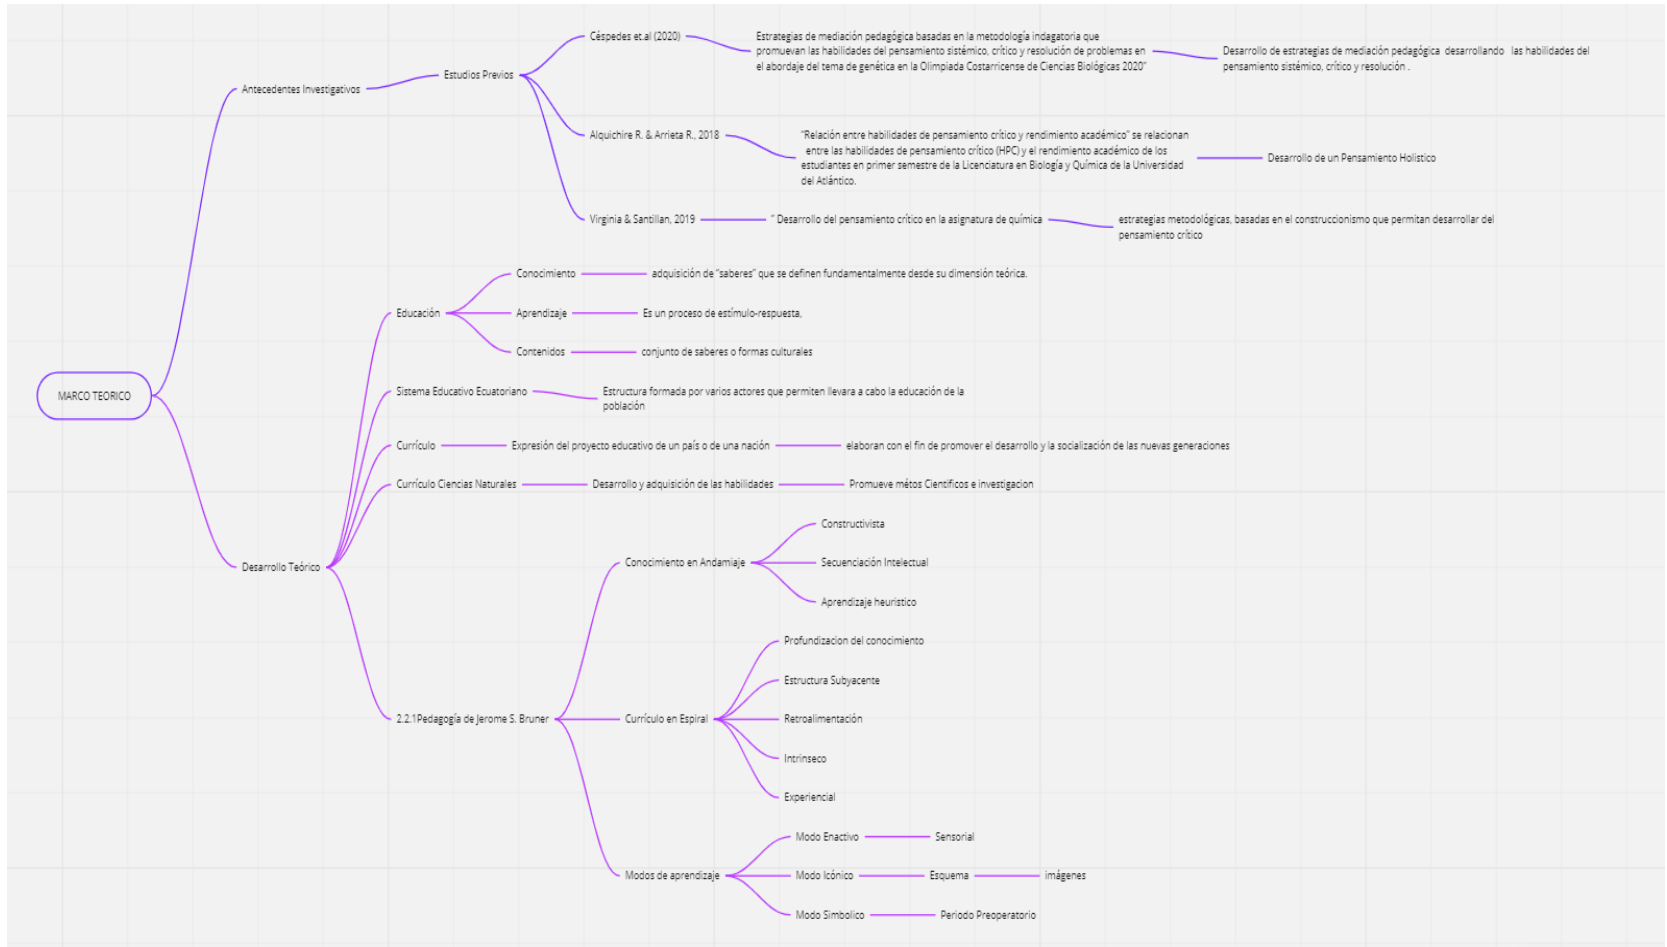 MARCO TEORICO
Antecedentes Investigativos
Estudios Previos
Céspedes et.al (2020)
Estrategias de mediación pedagógica basadas en la metodología indagatoria que
promuevan las habilidades del pensamiento sistémico, crítico y resolución de problemas en
el abordaje del tema de genética en la Olimpiada Costarricense de Ciencias Biológicas 2020"
Desarrollo de estrategias de mediación pedagógica desarrollando las habilidades del
pensamiento sistémico, crítico y resolución .
Alquichire R. & Arrieta R., 2018
"Relación entre habilidades de pensamiento crítico y rendimiento académico" se relacionan
entre las habilidades de pensamiento crítico (HPC) y el rendimiento académico de los
estudiantes en primer semestre de la Licenciatura en Biología y Química de la Universidad
del Atlántico.
Desarrollo de un Pensamiento Holistico
Virginia & Santillan, 2019
" Desarrollo del pensamiento crítico en la asignatura de química
estrategias metodológicas, basadas en el construccionismo que permitan desarrollar del
pensamiento crítico
Desarrollo Teórico
Educación
Conocimiento
adquisición de "saberes" que se definen fundamentalmente desde su dimensión teórica.
Aprendizaje
Es un proceso de estímulo-respuesta,
Contenidos
conjunto de saberes o formas culturales
Sistema Educativo Ecuatoriano
Estructura formada por varios actores que permiten llevara a cabo la educación de la
población
Currículo
Expresión del proyecto educativo de un país o de una nación
elaboran con el fin de promover el desarrollo y la socialización de las nuevas generaciones
Currículo Ciencias Naturales
Desarrollo y adquisición de las habilidades
Promueve métos Cientificos e investigacion
2.2.1Pedagogía de Jerome S. Bruner
Conocimiento en Andamiaje
Constructivista
Secuenciación Intelectual
Aprendizaje heuristico
Currículo en Espiral
Profundizacion del conocimiento
Estructura Subyacente
Retroalimentación
Intrinseco
Experiencial
Modos de aprendizaje
Modo Enactivo
Sensorial
Modo Icónico
Esquema
imágenes
Modo Simbolico
Periodo Preoperatorio